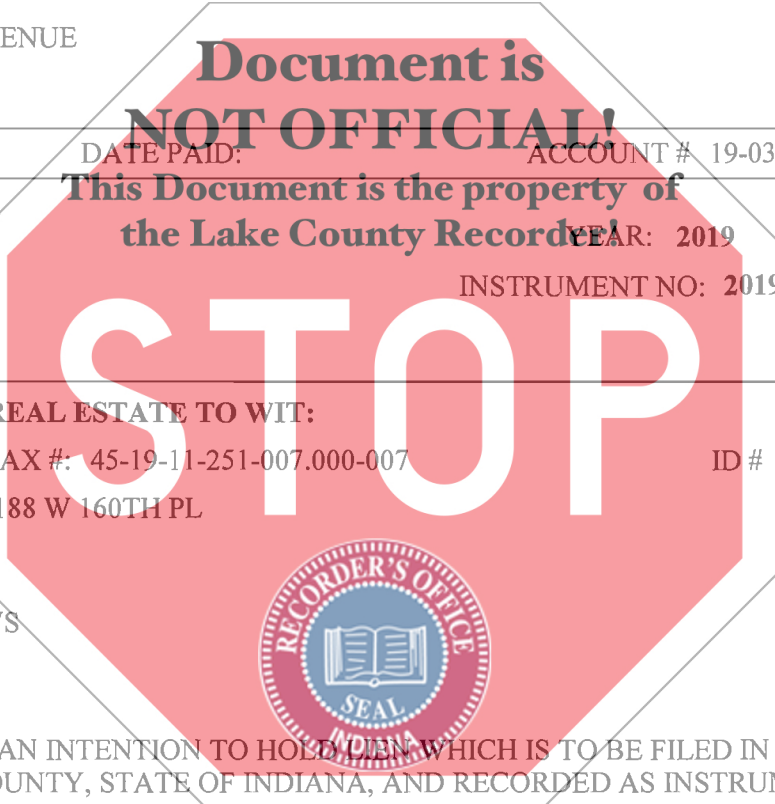 ENUE
Document is
NOT OFFICIAL!
DATE PAID: ACCOUNT # 19-03
This Document is the property of
the Lake County Recorder!
YEAR: 2019
INSTRUMENT NO: 2019
STOP
REAL ESTATE TO WIT:
AX #: 45-19-11-251-007.000-007 ID #
188 W 160TH PL
RECORDER'S OFFICE
SEAL
INDIANA
/S
AN INTENTION TO HOLD LIEN WHICH IS TO BE FILED IN
OUNTY, STATE OF INDIANA, AND RECORDED AS INSTRUM